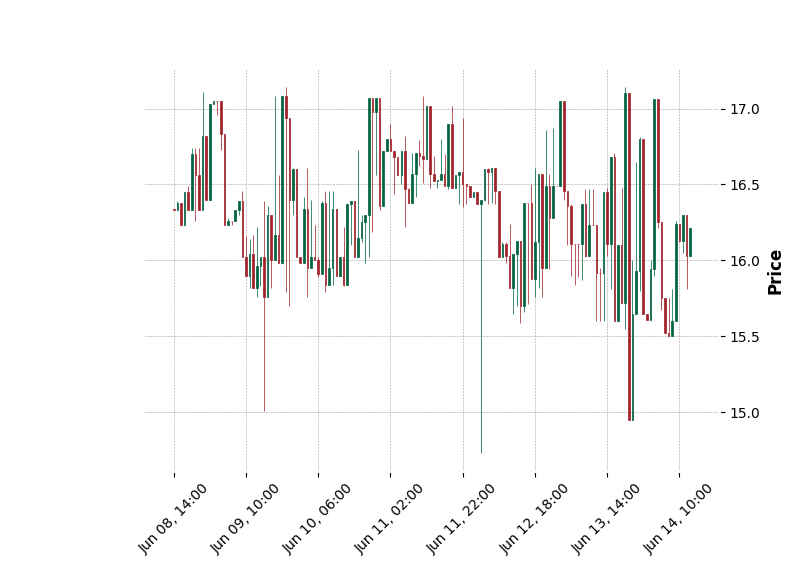 17.0
16.5
16.0
15.5
15.0
Price
Jun 08, 14:00
Jun 09, 10:00
Jun 10, 06:00
Jun 11, 02:00
Jun 11, 22:00
Jun 12, 18:00
Jun 13, 14:00
Jun 14, 10:00